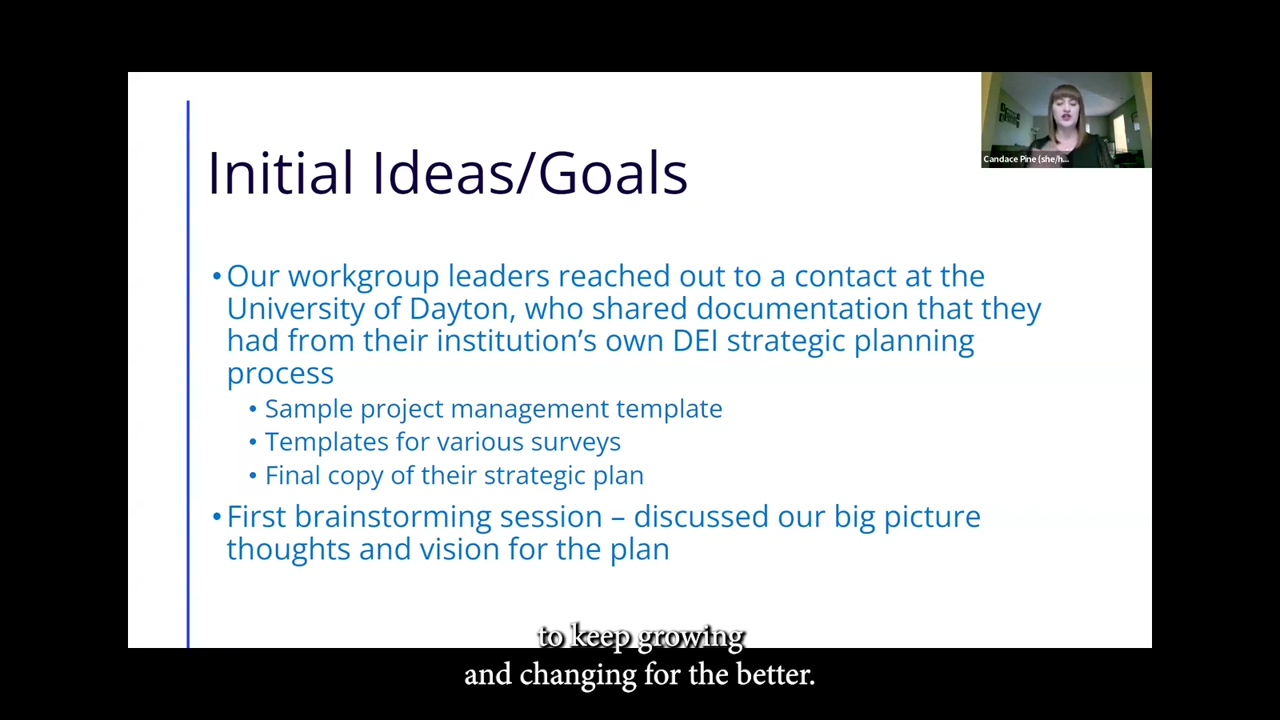 Initial Ideas/Goals
Candace Pine (she/h...
•Our workgroup leaders reached out to a contact at the
University of Dayton, who shared documentation that they
had from their institution's own DEI strategic planning
process
• Sample project management template
• Templates for various surveys
• Final copy of their strategic plan
•First brainstorming session – discussed our big picture
thoughts and vision for the plan
to keep growing
and changing for the better.